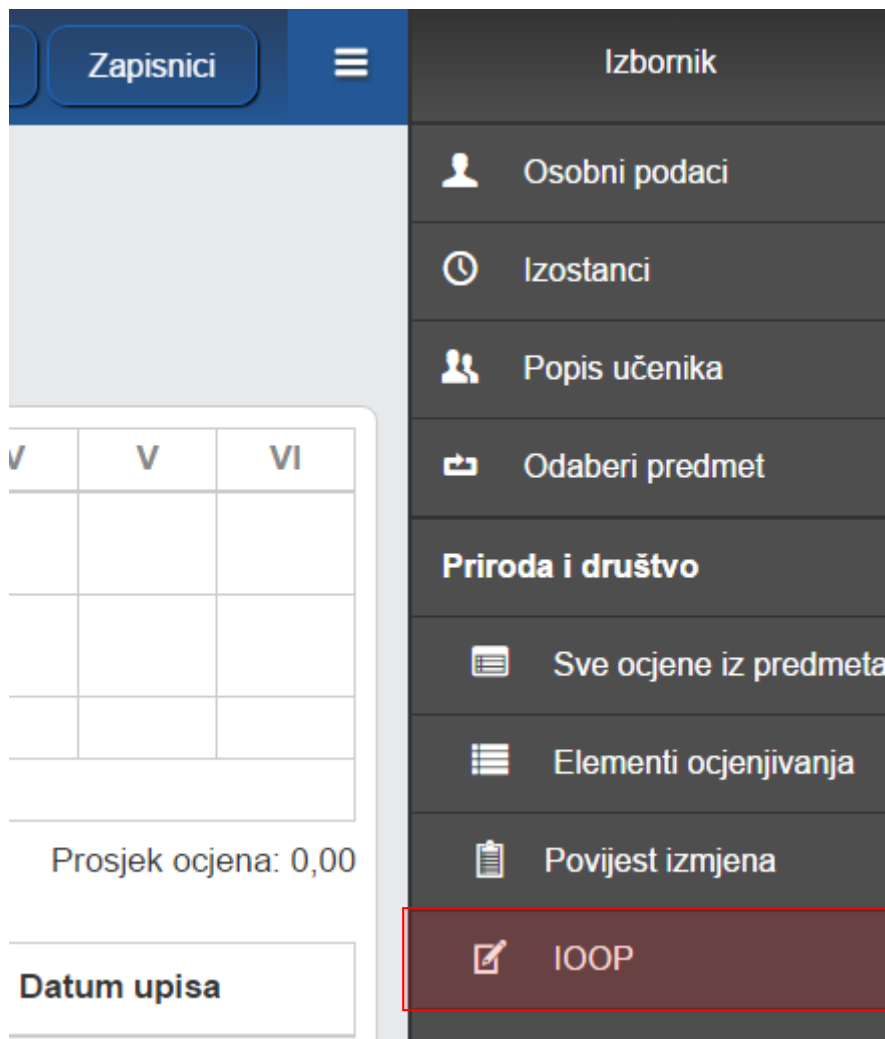 Zapisnici
Izbornik
Osobni podaci
Izostanci
Popis učenika
Odaberi predmet
Priroda i društvo
Sve ocjene iz predmeta
Elementi ocjenjivanja
Povijest izmjena
IOOP
V V VI
Prosjek ocjena: 0,00
Datum upisa